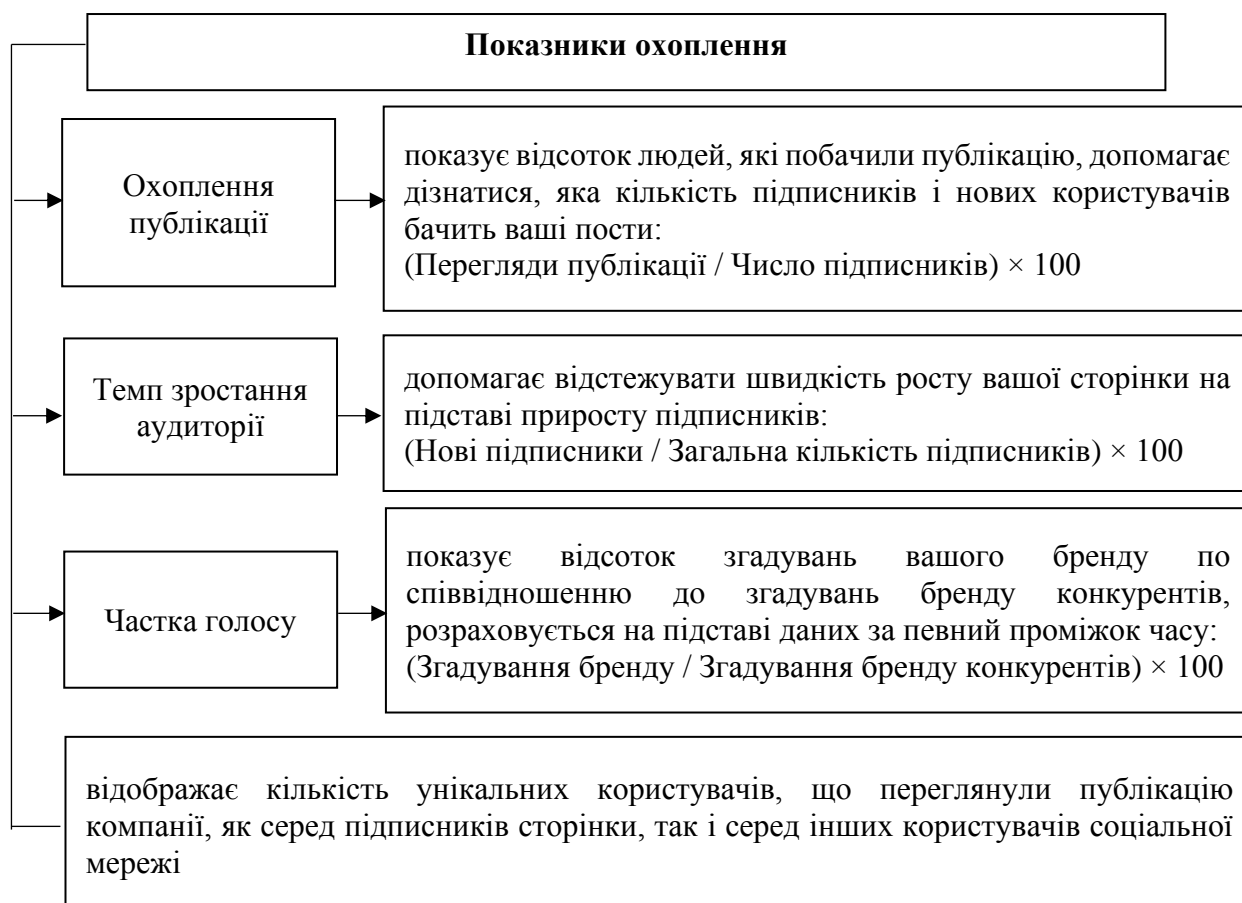 Показники охоплення
Охоплення
публікації
показує відсоток людей, які побачили публікацію, допомагає
дізнатися, яка кількість підписників і нових користувачів
бачить ваші пости:
(Перегляди публікації / Число підписників) × 100
Темп зростання
аудиторії
допомагає відстежувати швидкість росту вашої сторінки на
підставі приросту підписників:
(Нові підписники / Загальна кількість підписників) × 100
Частка голосу
показує відсоток згадувань вашого бренду по
співвідношенню до згадувань бренду конкурентів,
розраховується на підставі даних за певний проміжок часу:
(Згадування бренду / Згадування бренду конкурентів) × 100
відображає кількість унікальних користувачів, що переглянули публікацію
компанії, як серед підписників сторінки, так і серед інших користувачів соціальної
мережі